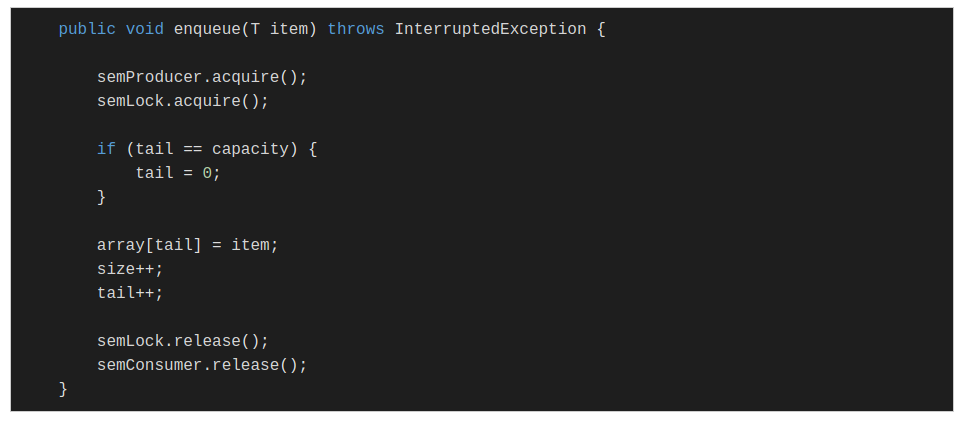 public void enqueue(T item) throws InterruptedException {
semProducer.acquire();
semLock.acquire();
if (tail == capacity) {
tail = 0;
}
array[tail] = item;
size++;
tail++;
semLock.release();
semConsumer.release();
}